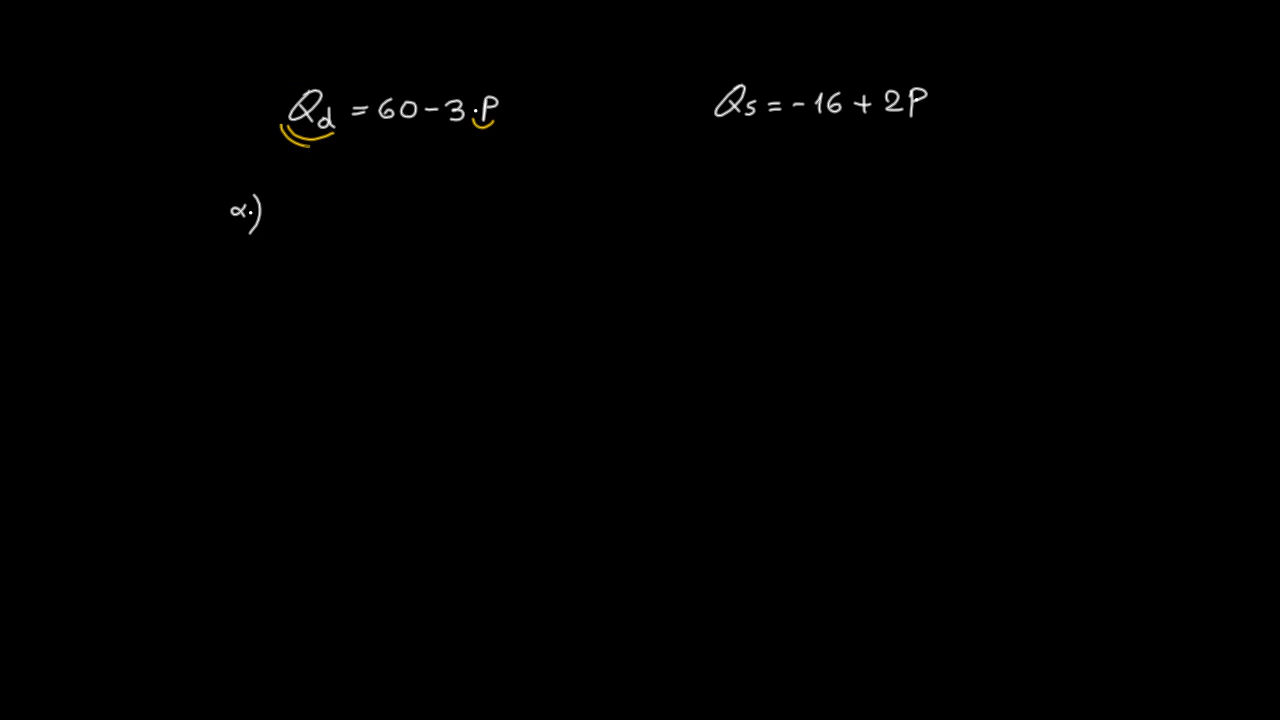 Qd = 60 - 3 · P
Qs = - 16 + 2P
α.)